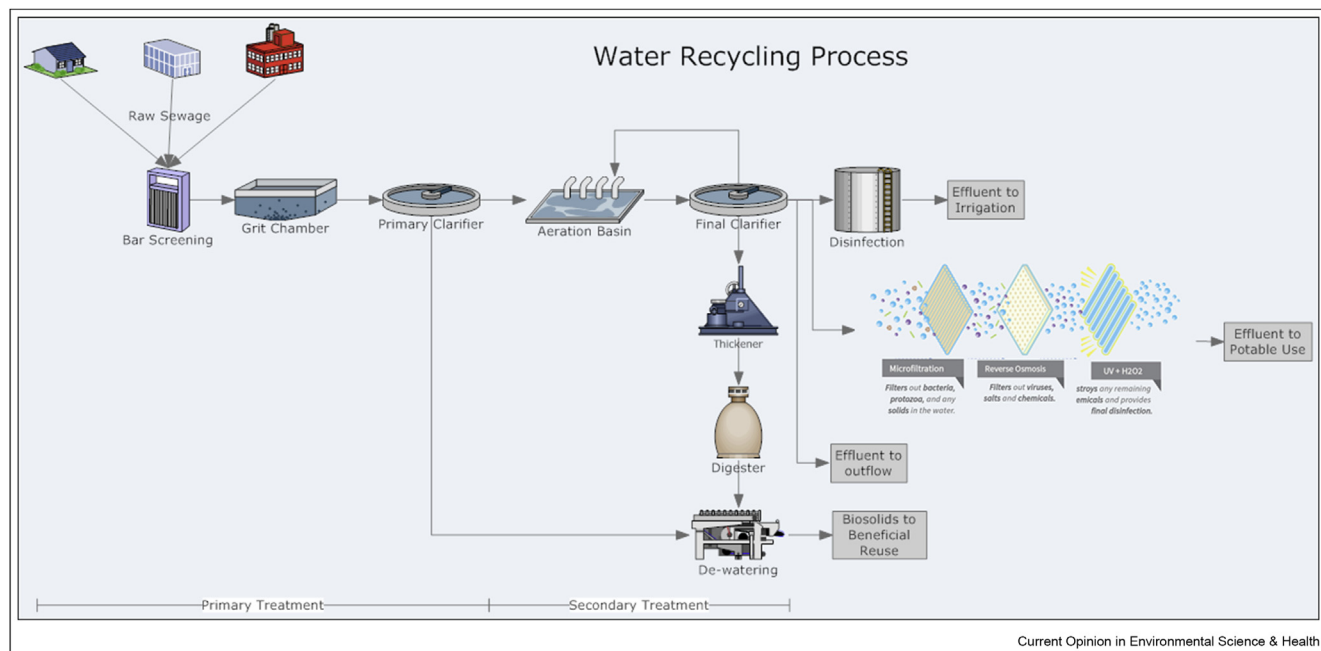 Water Recycling Process
Raw Sewage
Bar Screening
Grit Chamber
Primary Clarifier
Aeration Basin
Final Clarifier
Disinfection
Effluent to
Irrigation
Thickener
Microfiltration
Filters out bacteria,
protozoa, and any
solids in the water.
Reverse Osmosis
Filters out viruses,
salts and chemicals.
UV + H2O2
stroys any remaining
emicals and provides
final disinfection.
Effluent to
Potable Use
Digester
Effluent to
outflow
De-watering
Biosolids to
Beneficial
Reuse
Primary Treatment
Secondary Treatment
Current Opinion in Environmental Science & Health